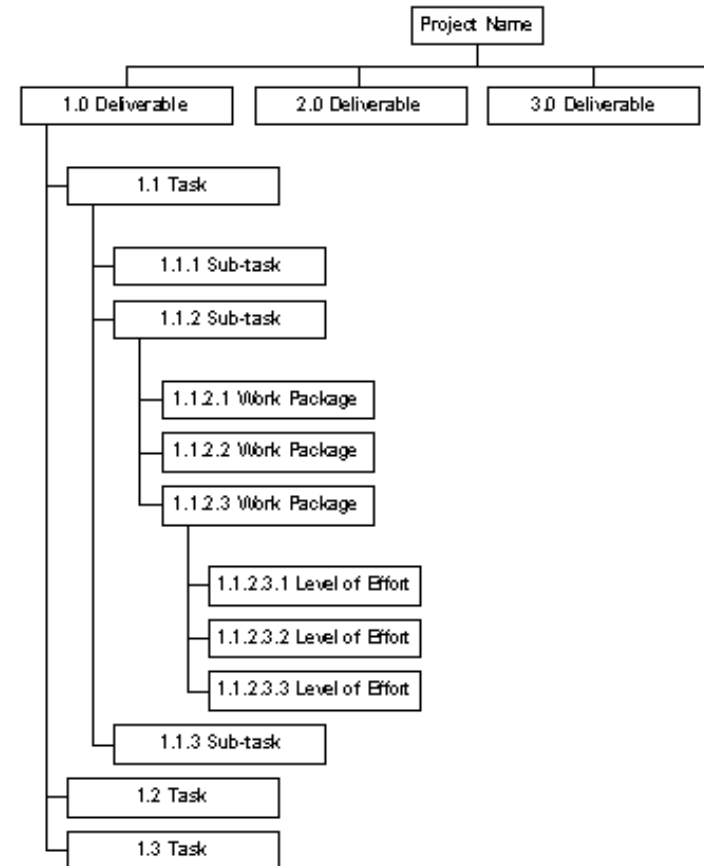 Project Name
1.0 Deliverable
2.0 Deliverable
3.0 Deliverable
1.1 Task
1.1.1 Sub-task
1.1.2 Sub-task
1.1.2.1 Work Package
1.1.2.2 Work Package
1.1.2.3 Work Package
1.1.2.3.1 Level of Effort
1.1.2.3.2 Level of Effort
1.1.2.3.3 Level of Effort
1.1.3 Sub-task
1.2 Task
1.3 Task